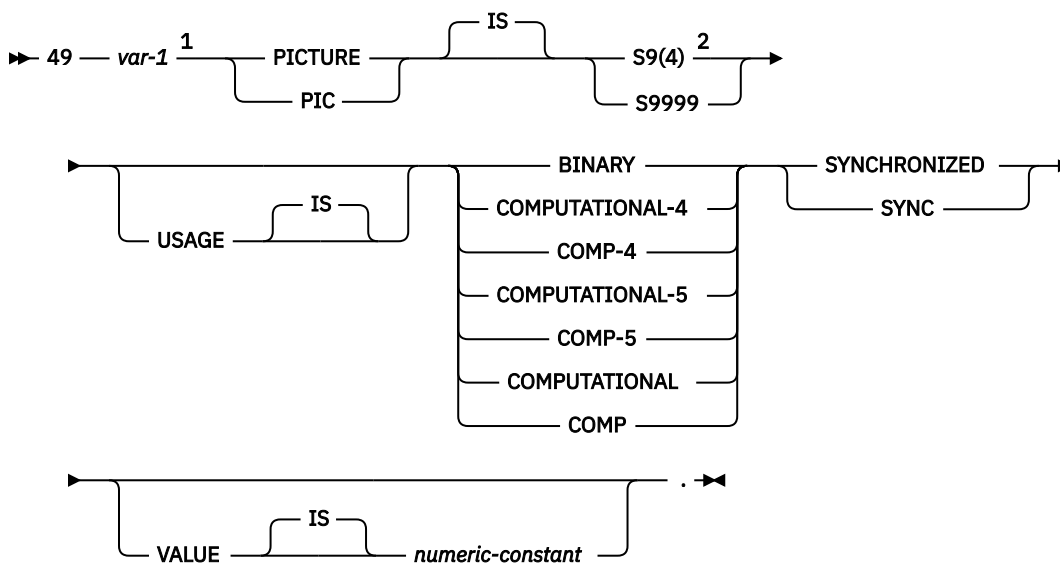 IS
49 var-1 1 PICTURE S9(4) 2
PIC S9999
BINARY SYNCHRONIZED
IS COMPUTATIONAL-4 SYNC
USAGE COMP-4
COMPUTATIONAL-5
COMP-5
COMPUTATIONAL
COMP
.
IS
VALUE numeric-constant